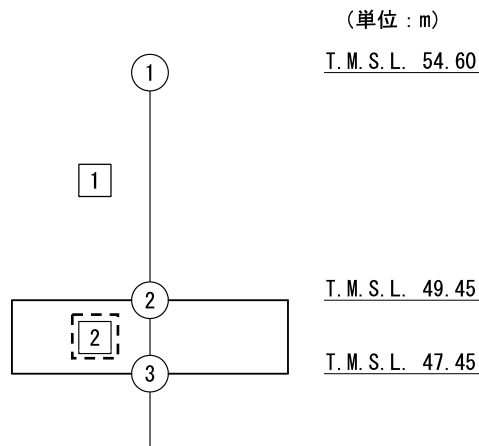 (単位：m)
① T.M.S.L. 54.60
1
② T.M.S.L. 49.45
2
③ T.M.S.L. 47.45